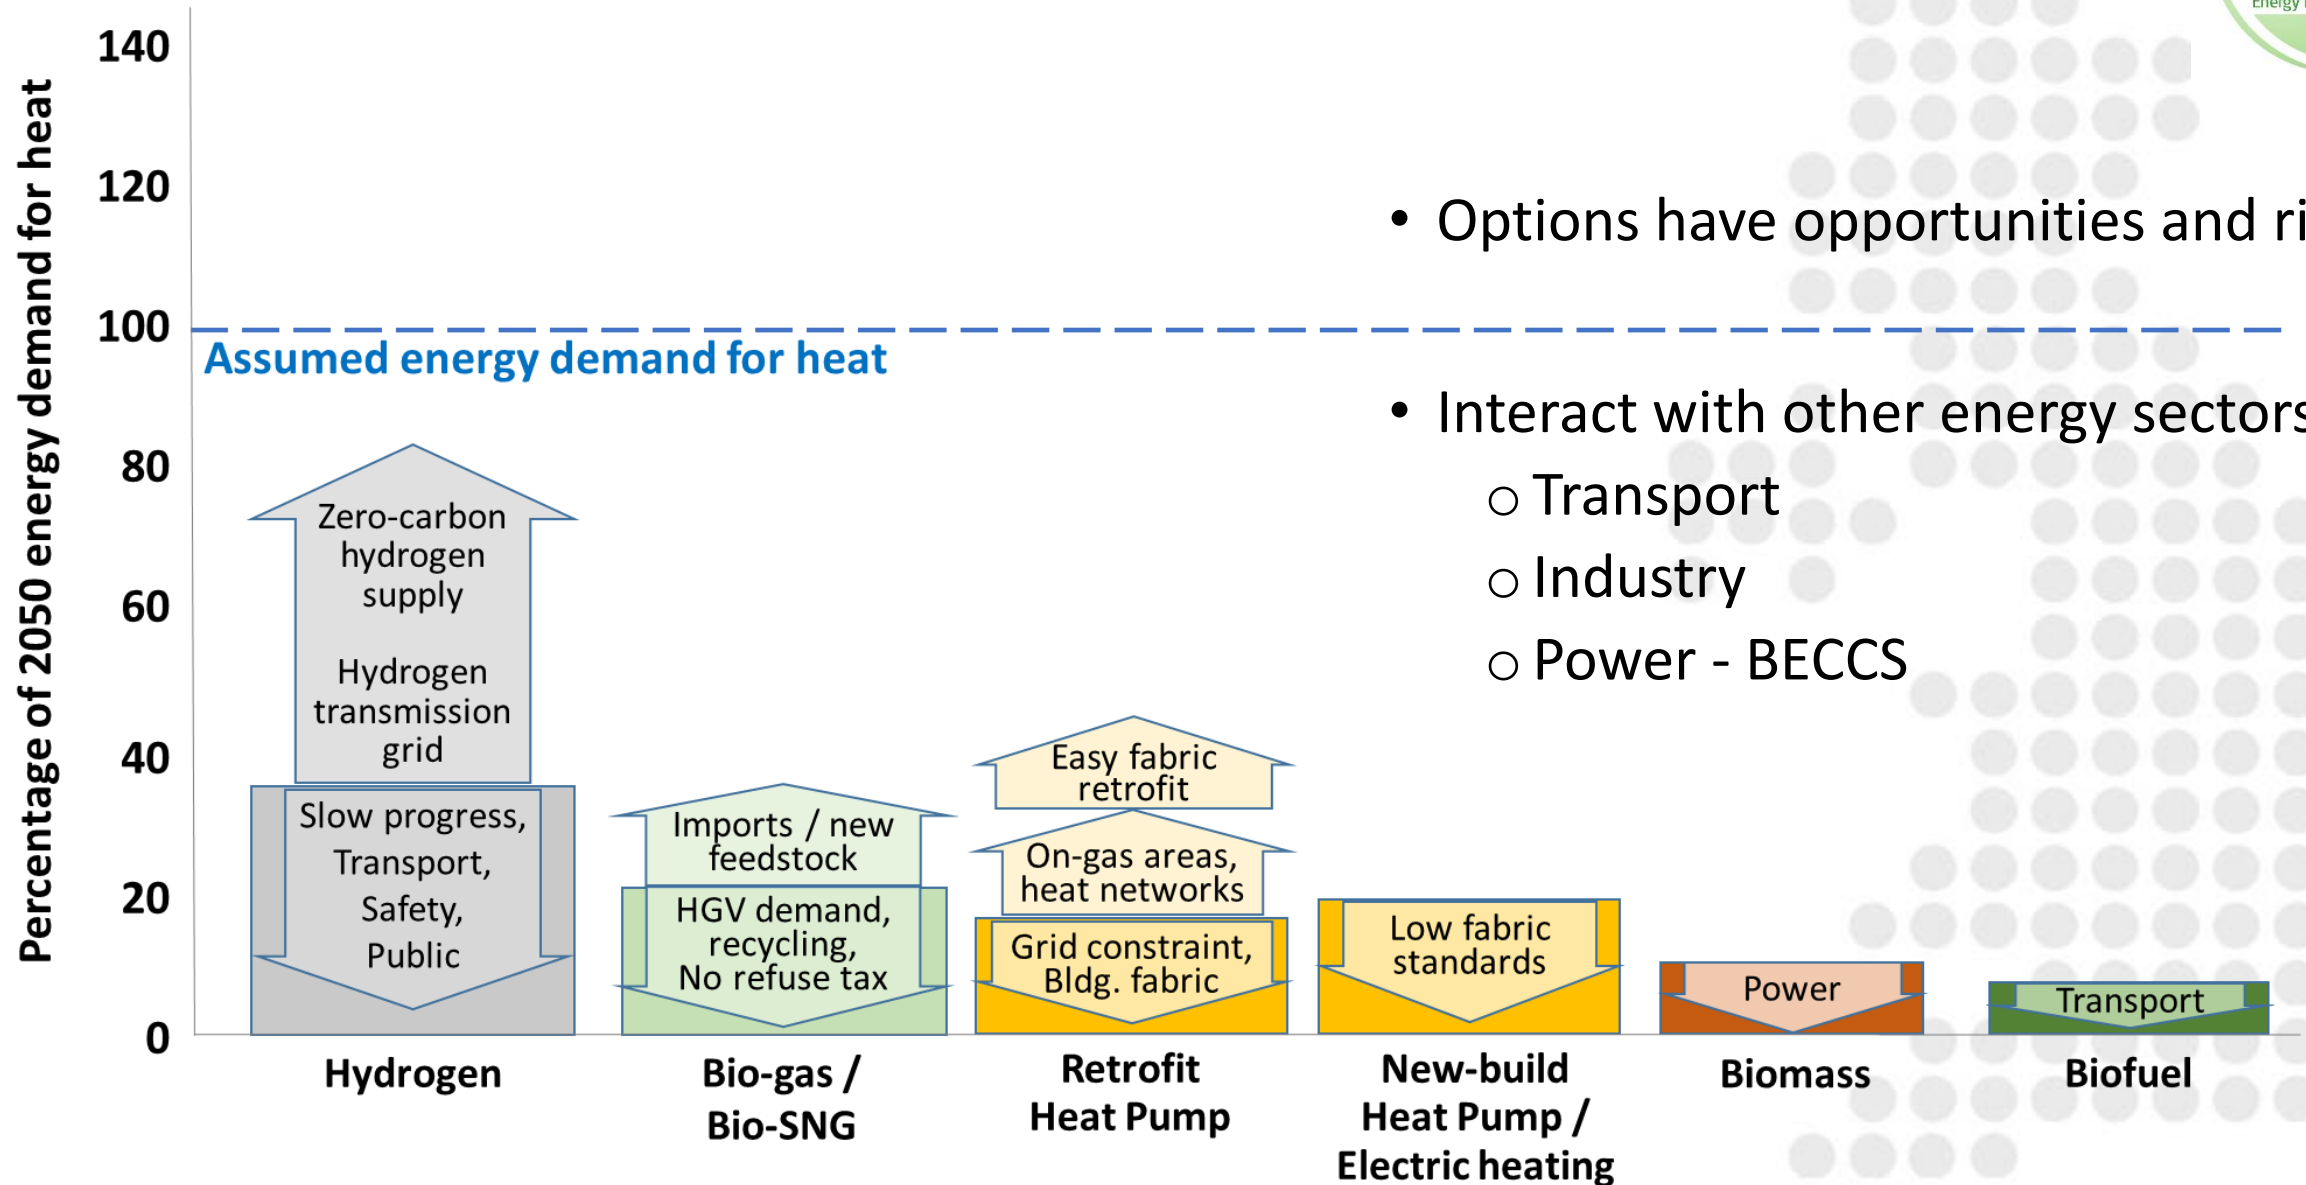 Energy
Percentage of 2050 energy demand for heat
140
120
100
80
60
40
20
0
Assumed energy demand for heat
• Options have opportunities and ri
• Interact with other energy sectors
○ Transport
○ Industry
○ Power - BECCS
Zero-carbon
hydrogen
supply
Hydrogen
transmission
grid
Slow progress,
Transport,
Safety,
Public
Imports / new
feedstock
HGV demand,
recycling,
No refuse tax
Easy fabric
retrofit
On-gas areas,
heat networks
Grid constraint,
Bldg. fabric
Low fabric
standards
Power
Transport
Hydrogen
Bio-gas /
Bio-SNG
Retrofit
Heat Pump
New-build
Heat Pump /
Electric heating
Biomass
Biofuel